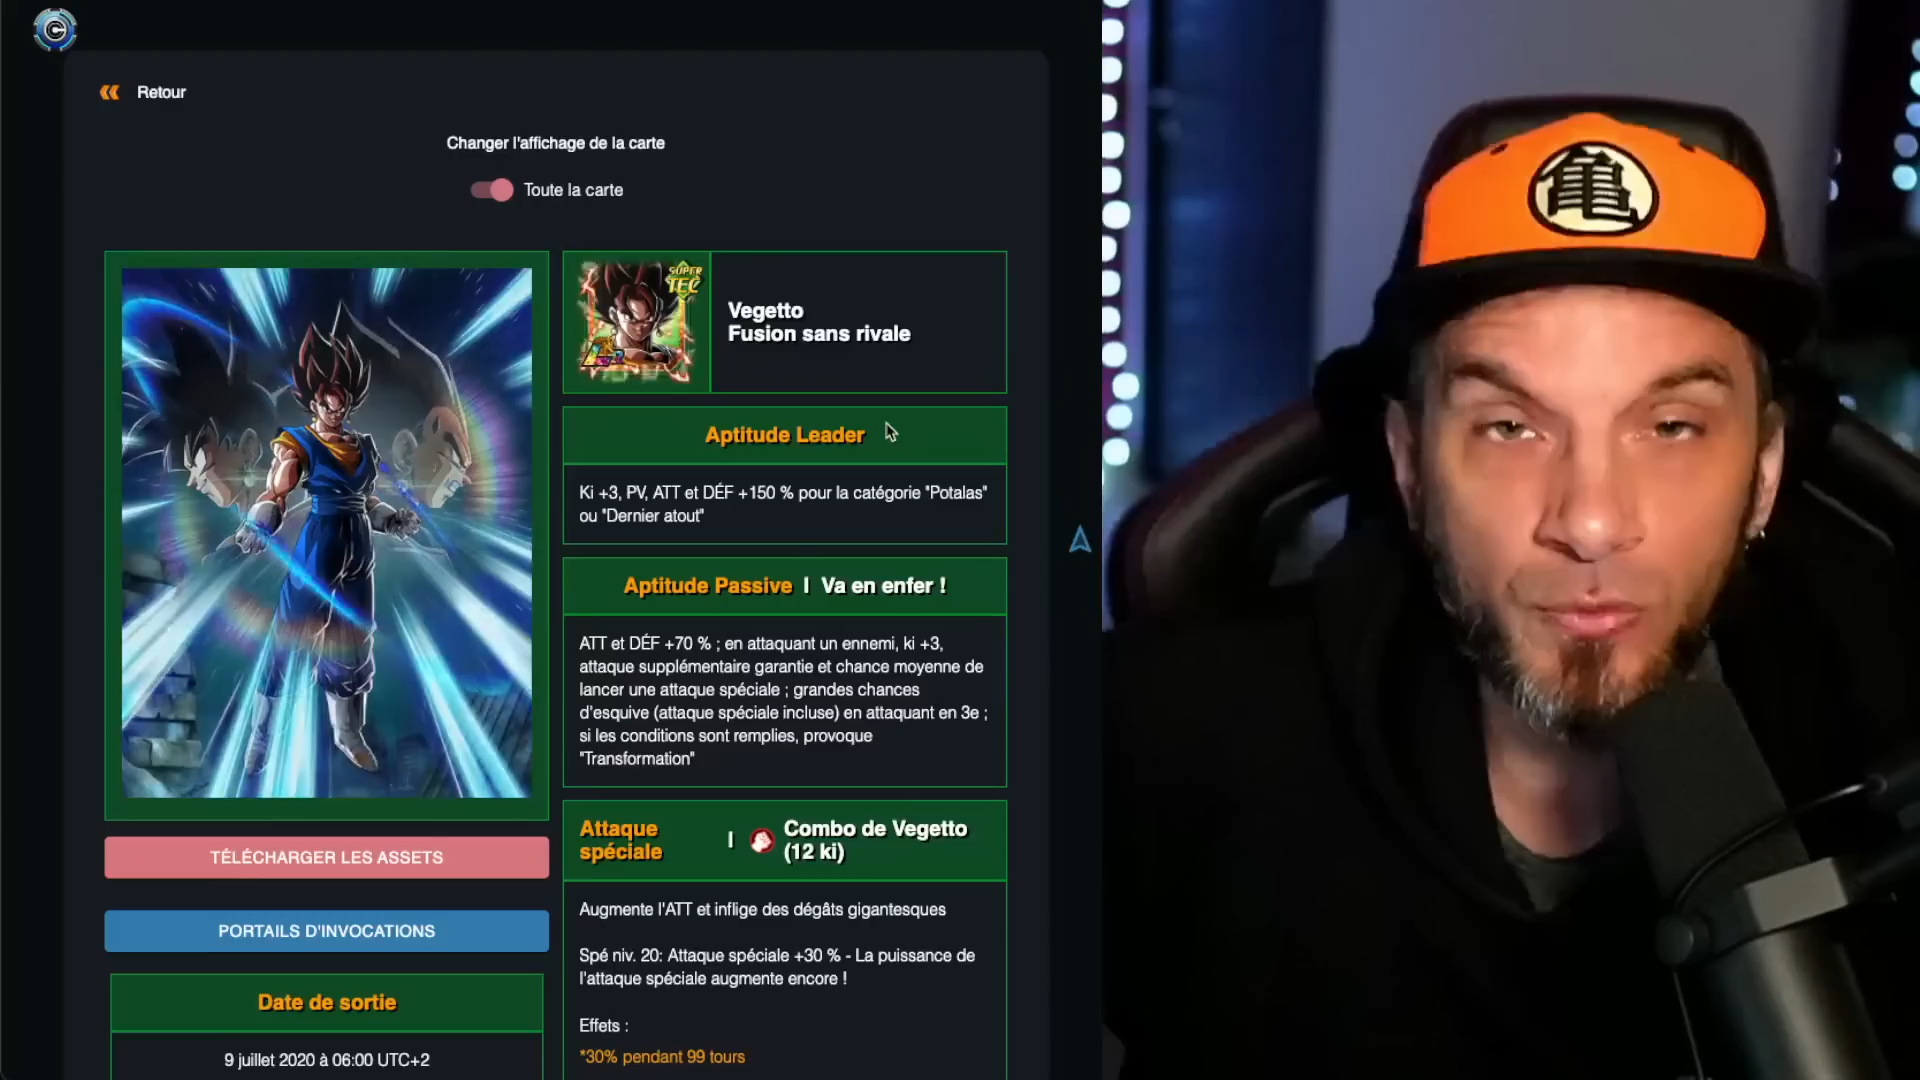 Retour
Changer l'affichage de la carte
Toute la carte
SUPER
TEC
LR
Vegetto
Fusion sans rivale
Aptitude Leader
Ki +3, PV, ATT et DÉF +150 % pour la catégorie "Potalas"
ou "Dernier atout"
Aptitude Passive | Va en enfer !
ATT et DÉF +70 % ; en attaquant un ennemi, ki +3,
attaque supplémentaire garantie et chance moyenne de
lancer une attaque spéciale ; grandes chances
d'esquive (attaque spéciale incluse) en attaquant en 3e ;
si les conditions sont remplies, provoque
"Transformation"
Attaque
spéciale
|
Combo de Vegetto
(12 ki)
Augmente l'ATT et inflige des dégâts gigantesques
Spé niv. 20: Attaque spéciale +30 % - La puissance de
l'attaque spéciale augmente encore !
Effets :
*30% pendant 99 tours
TÉLÉCHARGER LES ASSETS
PORTAILS D'INVOCATIONS
Date de sortie
9 juillet 2020 à 06:00 UTC+2
亀